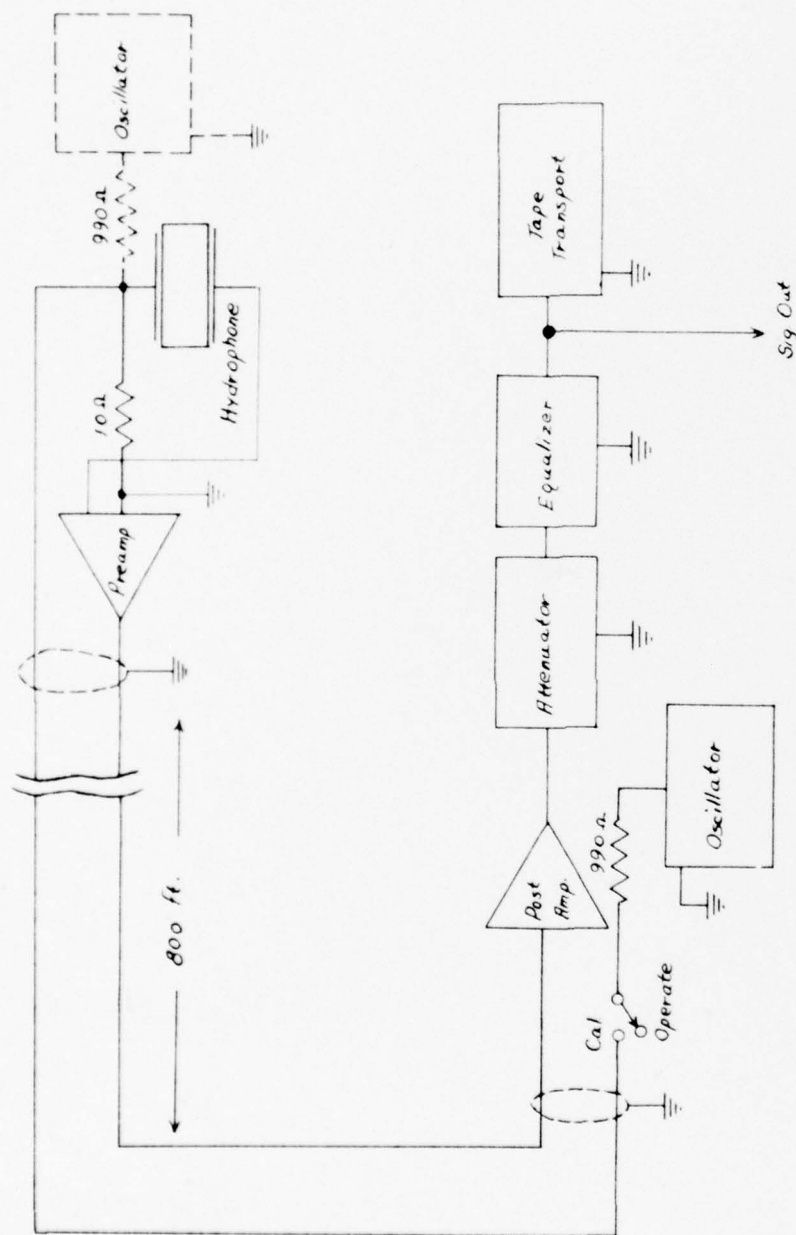 Oscillator
990Ω
Hydrophone
10Ω
Preamp
800 ft.
Tape
Transport
Sig Out
Equalizer
Attenuator
Post
Amp.
990Ω
Oscillator
Cal
Operate